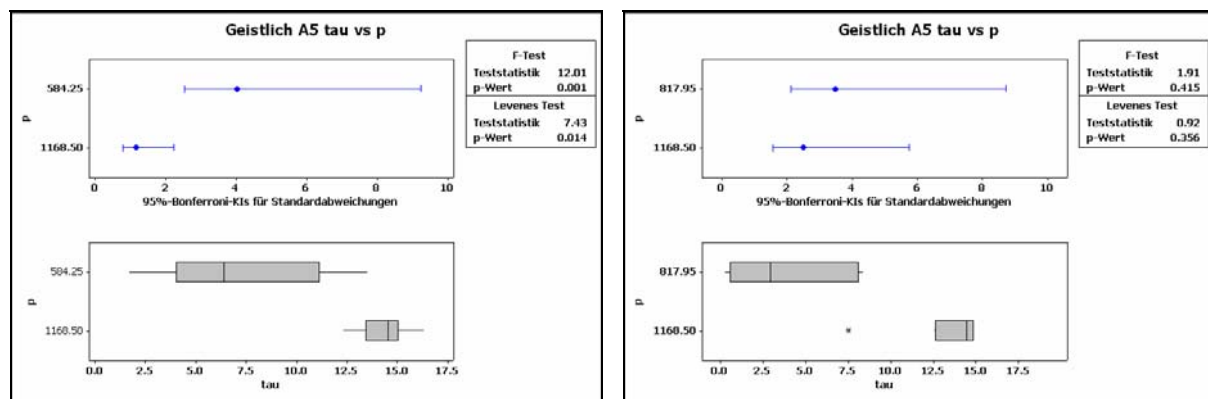 Geistlich A5 tau vs p
F-Test
Teststatistik 12.01
p-Wert 0.001
Levenes Test
Teststatistik 7.43
p-Wert 0.014
584.25
p
1168.50
0 2 4 6 8 10
95%-Bonferroni-KIs für Standardabweichungen
584.25
p
1168.50
0.0 2.5 5.0 7.5 10.0 12.5 15.0 17.5
tau
Geistlich A5 tau vs p
F-Test
Teststatistik 1.91
p-Wert 0.415
Levenes Test
Teststatistik 0.92
p-Wert 0.356
817.95
p
1168.50
0 2 4 6 8 10
95%-Bonferroni-KIs für Standardabweichungen
817.95
p
1168.50
0.0 2.5 5.0 7.5 10.0 12.5 15.0 17.5
tau